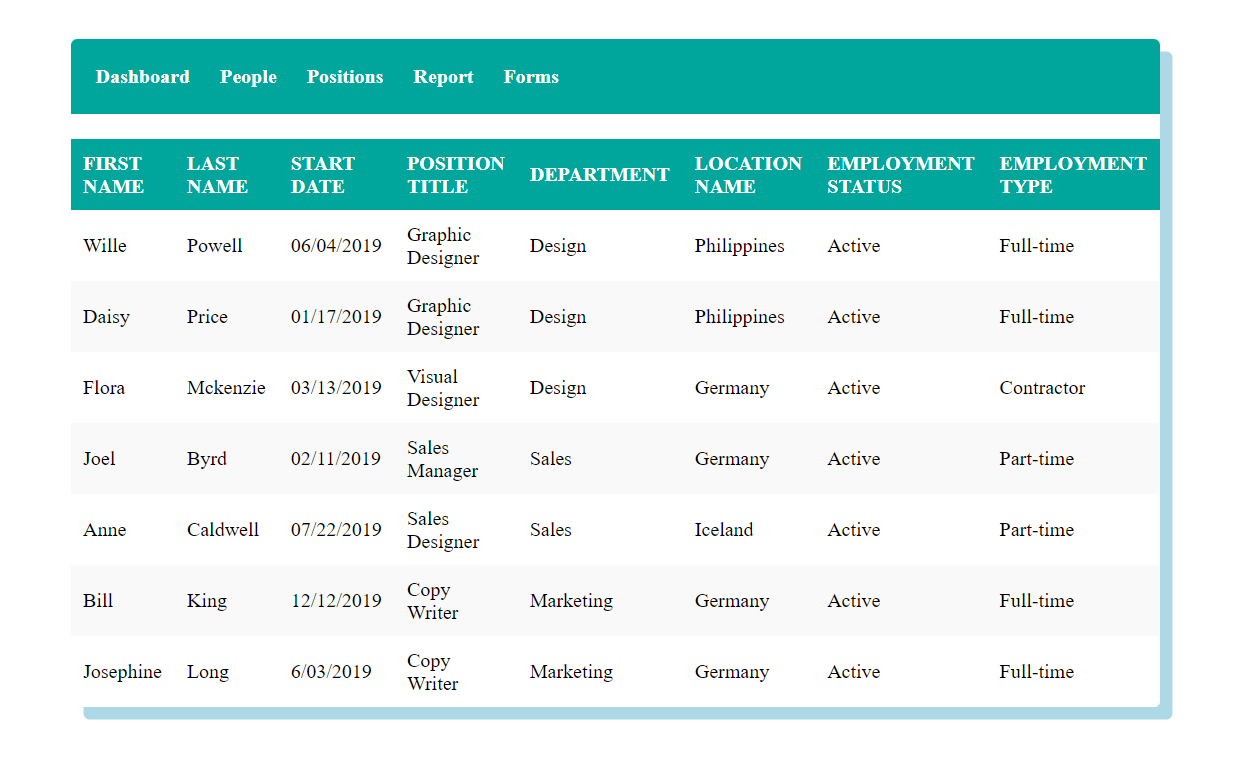 Dashboard People Positions Report Forms
FIRST NAME LAST NAME START DATE POSITION TITLE DEPARTMENT LOCATION NAME EMPLOYMENT STATUS EMPLOYMENT TYPE
Wille Powell 06/04/2019 Graphic Designer Design Philippines Active Full-time
Daisy Price 01/17/2019 Graphic Designer Design Philippines Active Full-time
Flora Mckenzie 03/13/2019 Visual Designer Design Germany Active Contractor
Joel Byrd 02/11/2019 Sales Manager Sales Germany Active Part-time
Anne Caldwell 07/22/2019 Sales Designer Sales Iceland Active Part-time
Bill King 12/12/2019 Copy Writer Marketing Germany Active Full-time
Josephine Long 6/03/2019 Copy Writer Marketing Germany Active Full-time